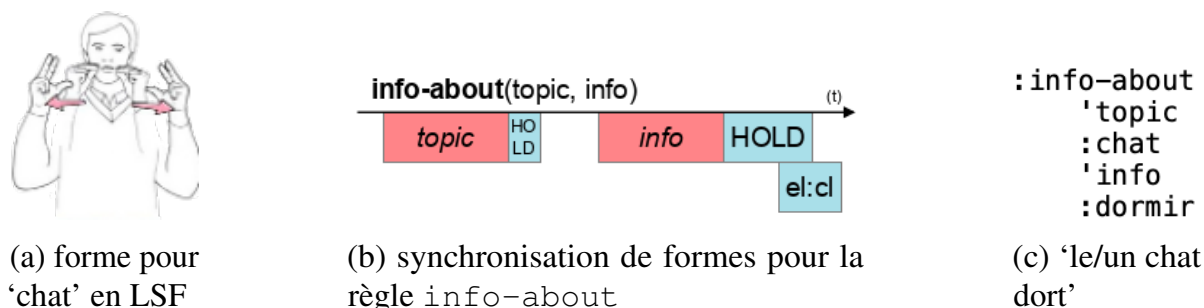 info-about(topic, info)
(t)
topic
HO
LD
info
HOLD
el:cl
:info-about
'topic
:chat
'info
:dormir
(a) forme pour
‘chat’ en LSF
(b) synchronisation de formes pour la
règle info-about
(c) ‘le/un chat
dort’